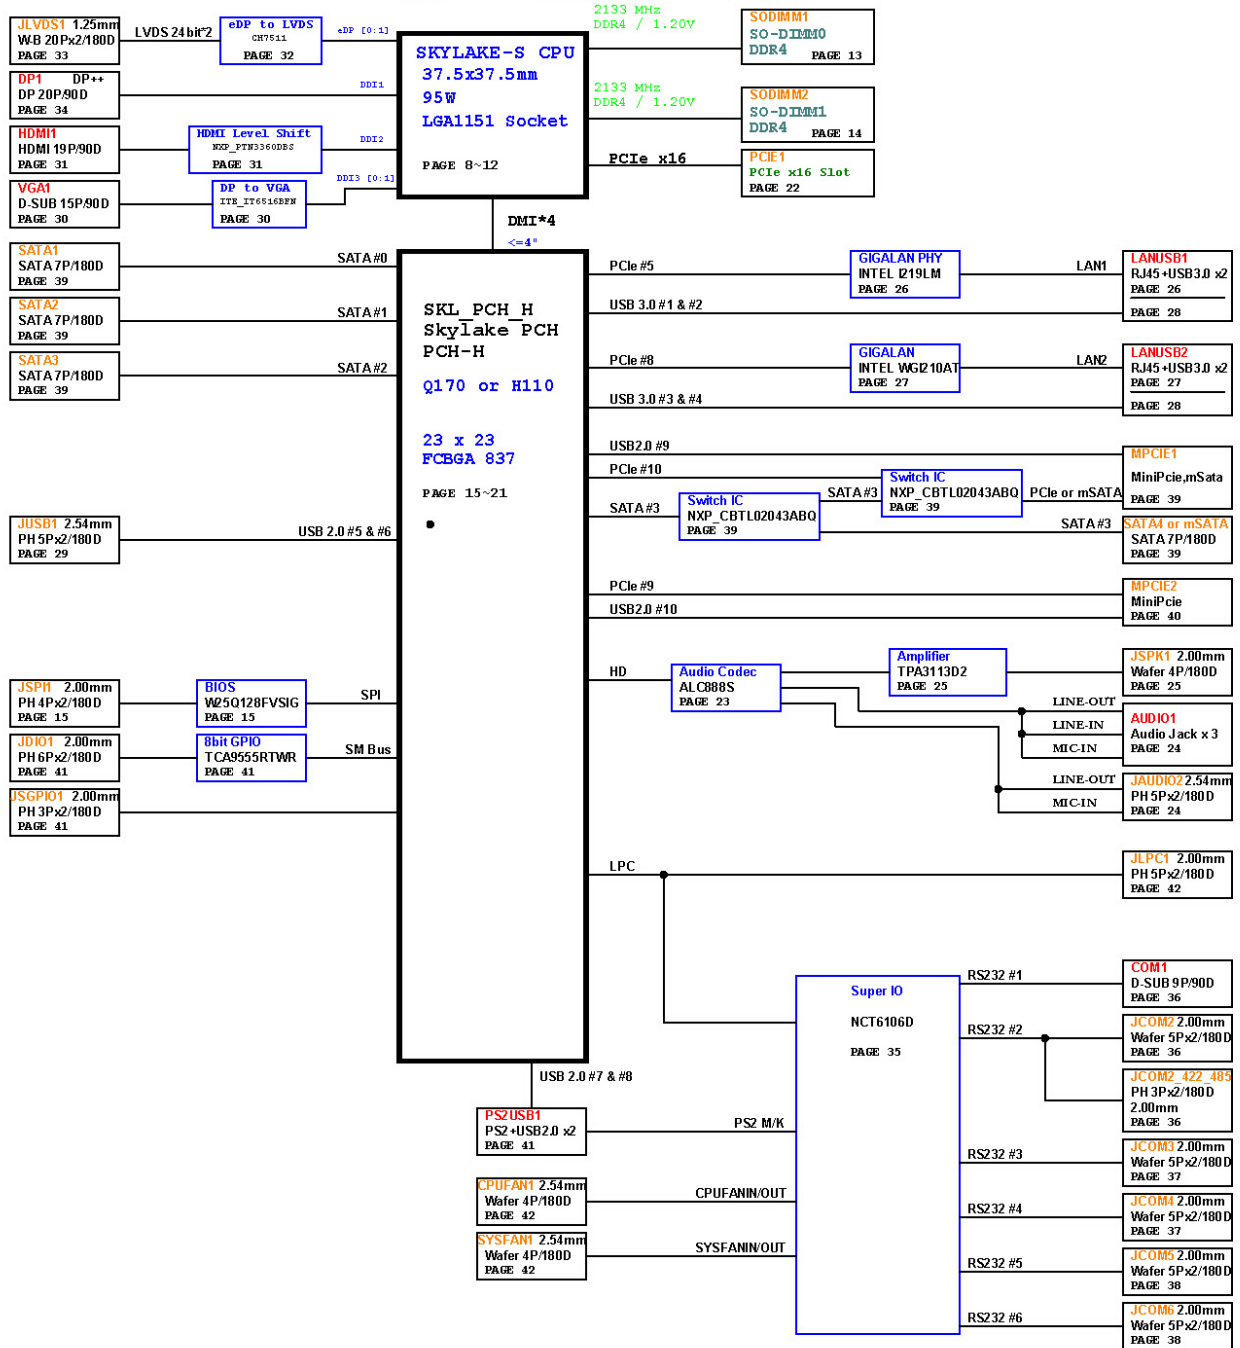 JLVDS1 1.25mm
W-B 20Px2/180D
PAGE 33
LVDS 24bit*2
eDP to LVDS
CH7511
PAGE 32
eDP [0:1]
DP1 DP++
DP 20P/90D
PAGE 34
DDI1
HDMI1
HDMI 19P/90D
PAGE 31
HDMI Level Shift
NXP_PTN3360DBS
PAGE 31
DDI2
VGA1
D-SUB 15P/90D
PAGE 30
DP to VGA
ITE_IT6516BFN
PAGE 30
DDI3 [0:1]
SKYLAKE-S CPU
37.5x37.5mm
95W
LGA1151 Socket
PAGE 8~12
2133 MHz
DDR4 / 1.20V
SODIMM1
SO-DIMM0
DDR4 PAGE 13
2133 MHz
DDR4 / 1.20V
SODIMM2
SO-DIMM1
DDR4 PAGE 14
PCIe x16
PCIE1
PCIe x16 Slot
PAGE 22
DMI*4
<=4"
SATA1
SATA 7P/180D
PAGE 39
SATA #0
SATA2
SATA 7P/180D
PAGE 39
SATA #1
SATA3
SATA 7P/180D
PAGE 39
SATA #2
JUSB1 2.54mm
PH 5Px2/180D
PAGE 29
USB 2.0 #5 & #6
JSPI1 2.00mm
PH 4Px2/180D
PAGE 15
BIOS
W25Q128FVSIG
PAGE 15
SPI
JDIO1 2.00mm
PH 6Px2/180D
PAGE 41
8bit GPIO
TCA9555RTWR
PAGE 41
SM Bus
JSGPIO1 2.00mm
PH 3Px2/180D
PAGE 41
SKL_PCH_H
Skylake PCH
PCH-H
Q170 or H110
23 x 23
FCBGA 837
PAGE 15~21
PCIe #5
GIGALAN PHY
INTEL I219LM
PAGE 26
LAN1
USB 3.0 #1 & #2
LANUSB1
RJ45+USB3.0 x2
PAGE 26
PAGE 28
PCIe #8
GIGALAN
INTEL WGI210AT
PAGE 27
LAN2
USB 3.0 #3 & #4
LANUSB2
RJ45+USB3.0 x2
PAGE 27
PAGE 28
USB2.0 #9
PCIe #10
SATA #3
Switch IC
NXP_CBTL02043ABQ
PAGE 39
SATA #3
Switch IC
NXP_CBTL02043ABQ
PAGE 39
PCIe or mSATA
MPCIE1
MiniPcie,mSata
PAGE 39
SATA #3
SATA4 or mSATA
SATA 7P/180D
PAGE 39
PCIe #9
USB2.0 #10
MPCIE2
MiniPcie
PAGE 40
HD
Audio Codec
ALC888S
PAGE 23
Amplifier
TPA3113D2
PAGE 25
JSPK1 2.00mm
Wafer 4P/180D
PAGE 25
LINE-OUT
LINE-IN
MIC-IN
AUDIO1
Audio Jack x 3
PAGE 24
LINE-OUT
MIC-IN
JAUDIO2 2.54mm
PH 5Px2/180D
PAGE 24
LPC
JLPC1 2.00mm
PH 5Px2/180D
PAGE 42
Super IO
NCT6106D
PAGE 35
RS232 #1
COM1
D-SUB 9P/90D
PAGE 36
RS232 #2
JCOM2 2.00mm
Wafer 5Px2/180D
PAGE 36
JCOM2_422_485
PH 3Px2/180D
2.00mm
PAGE 36
RS232 #3
JCOM3 2.00mm
Wafer 5Px2/180D
PAGE 37
RS232 #4
JCOM4 2.00mm
Wafer 5Px2/180D
PAGE 37
RS232 #5
JCOM5 2.00mm
Wafer 5Px2/180D
PAGE 38
RS232 #6
JCOM6 2.00mm
Wafer 5Px2/180D
PAGE 38
USB 2.0 #7 & #8
PS2USB1
PS2+USB2.0 x2
PAGE 41
PS2 M/K
CPUFAN1 2.54mm
Wafer 4P/180D
PAGE 42
CPUFANIN/OUT
SYSFAN1 2.54mm
Wafer 4P/180D
PAGE 42
SYSFANIN/OUT